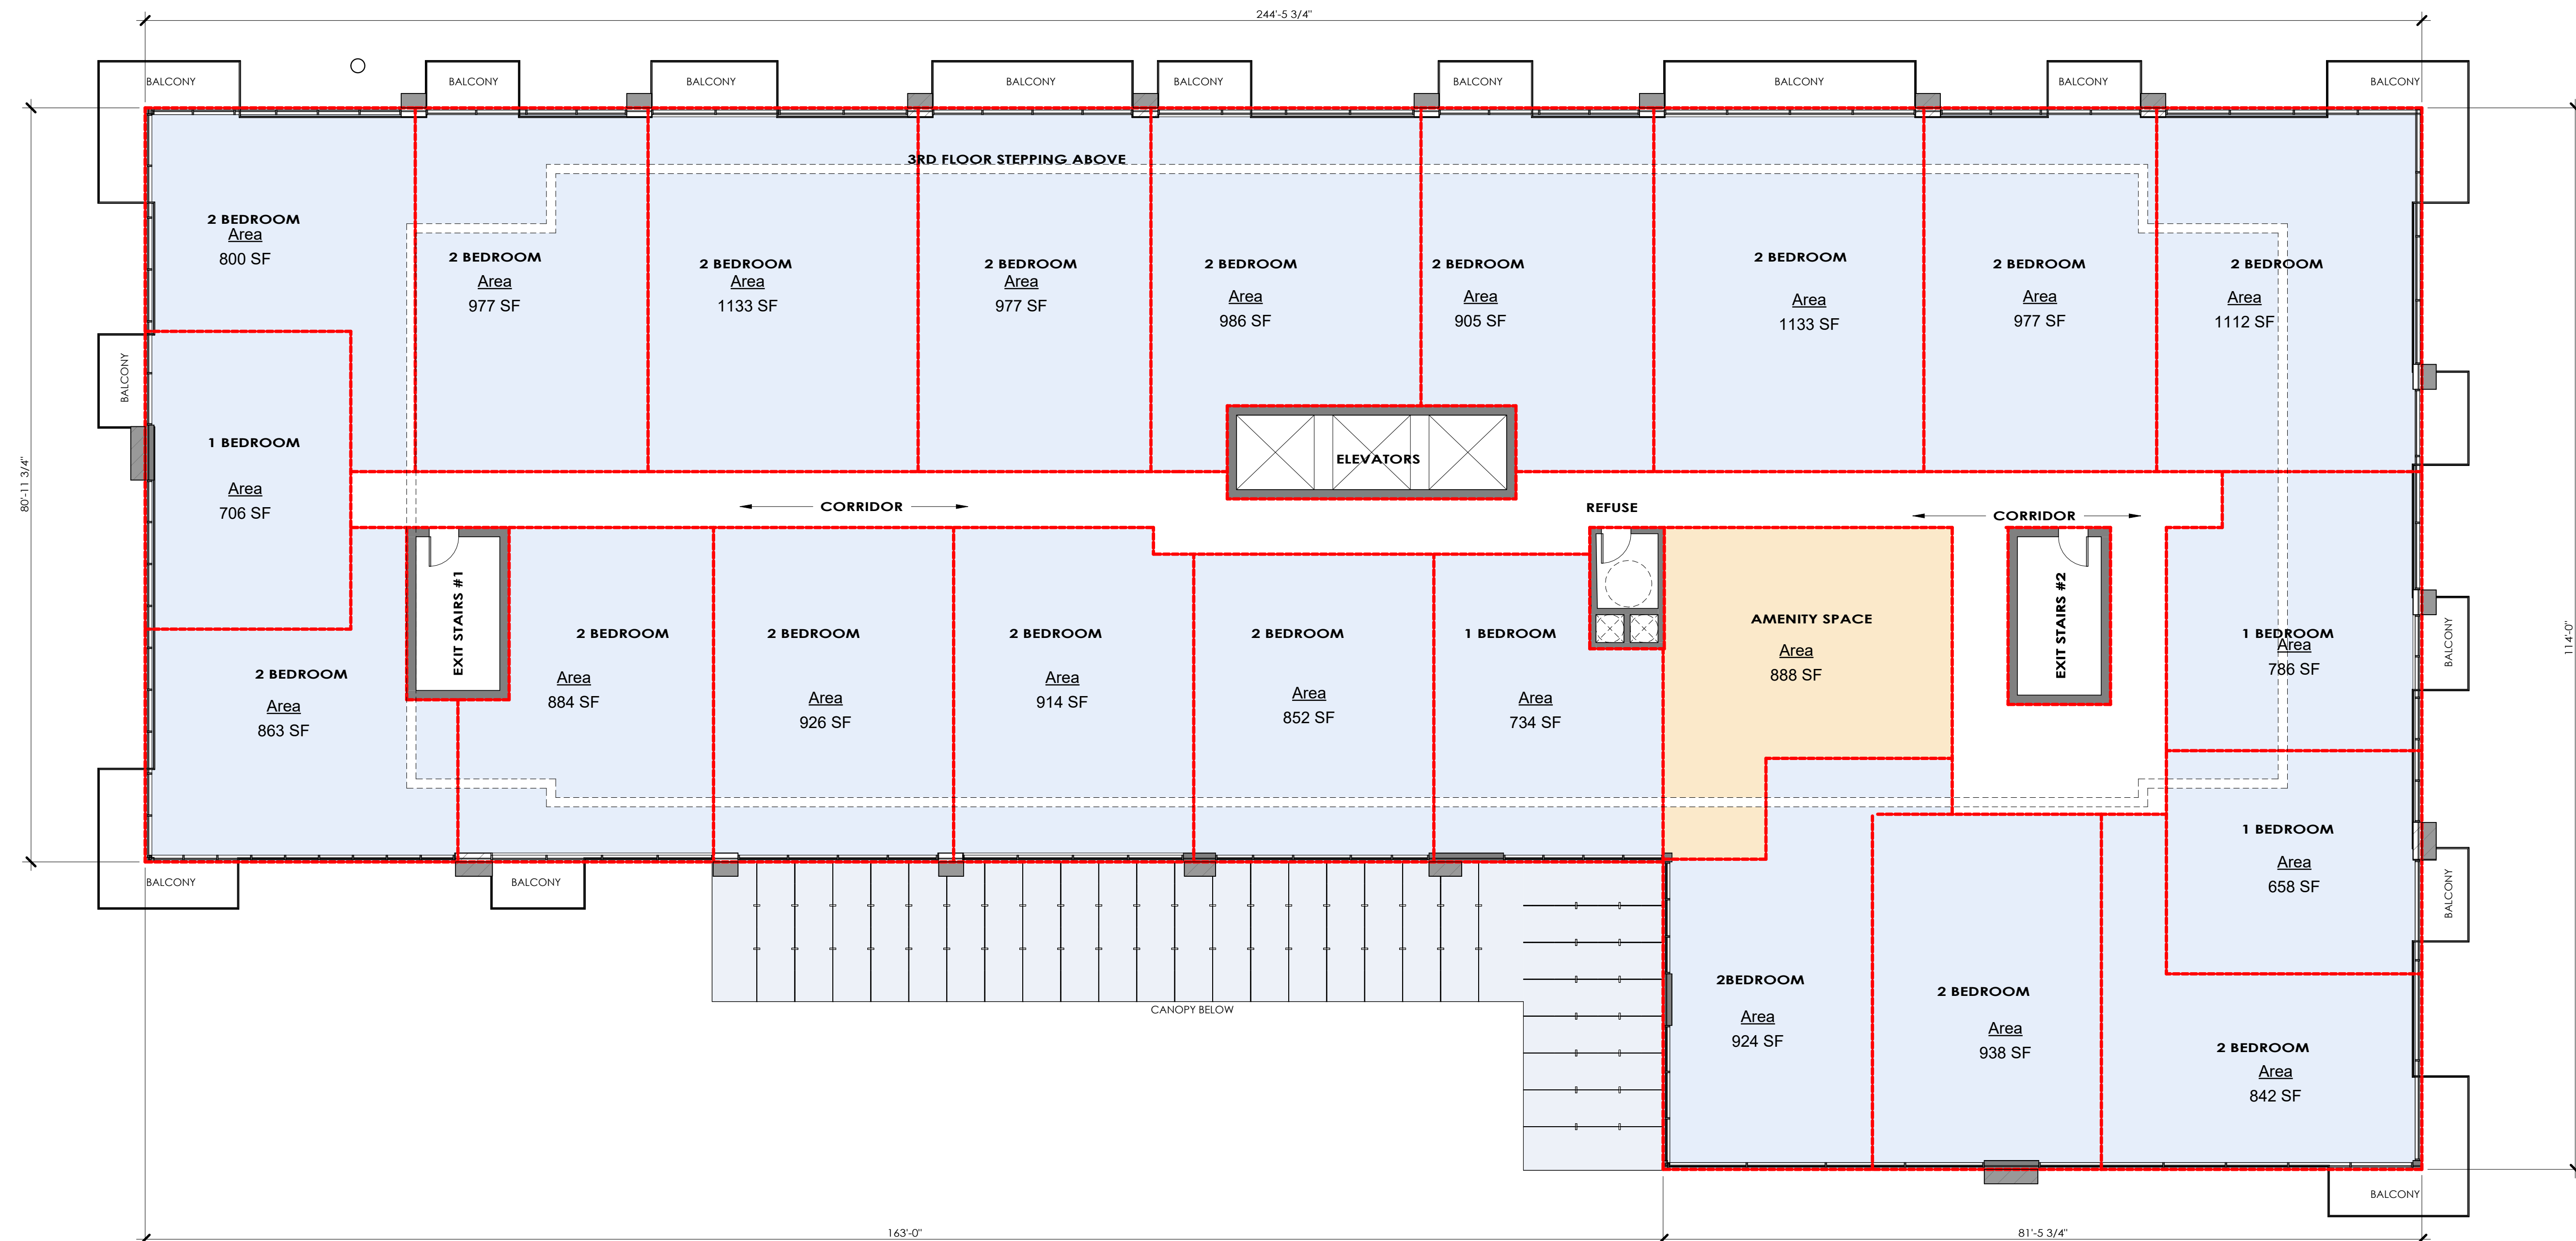 244'-5 3/4"
BALCONY
BALCONY
BALCONY
BALCONY
BALCONY
BALCONY
BALCONY
BALCONY
BALCONY
3RD FLOOR STEPPING ABOVE
2 BEDROOM
Area
800 SF
2 BEDROOM
Area
977 SF
2 BEDROOM
Area
1133 SF
2 BEDROOM
Area
977 SF
2 BEDROOM
Area
986 SF
2 BEDROOM
Area
905 SF
2 BEDROOM
Area
1133 SF
2 BEDROOM
Area
977 SF
2 BEDROOM
Area
1112 SF
BALCONY
80'-11 3/4"
1 BEDROOM
Area
706 SF
ELEVATORS
CORRIDOR
REFUSE
CORRIDOR
EXIT STAIRS #1
2 BEDROOM
Area
863 SF
2 BEDROOM
Area
884 SF
2 BEDROOM
Area
926 SF
2 BEDROOM
Area
914 SF
2 BEDROOM
Area
852 SF
1 BEDROOM
Area
734 SF
AMENITY SPACE
Area
888 SF
EXIT STAIRS #2
1 BEDROOM
Area
786 SF
BALCONY
114'-0"
1 BEDROOM
Area
658 SF
BALCONY
BALCONY
BALCONY
CANOPY BELOW
2BEDROOM
Area
924 SF
2 BEDROOM
Area
938 SF
2 BEDROOM
Area
842 SF
BALCONY
163'-0"
81'-5 3/4"